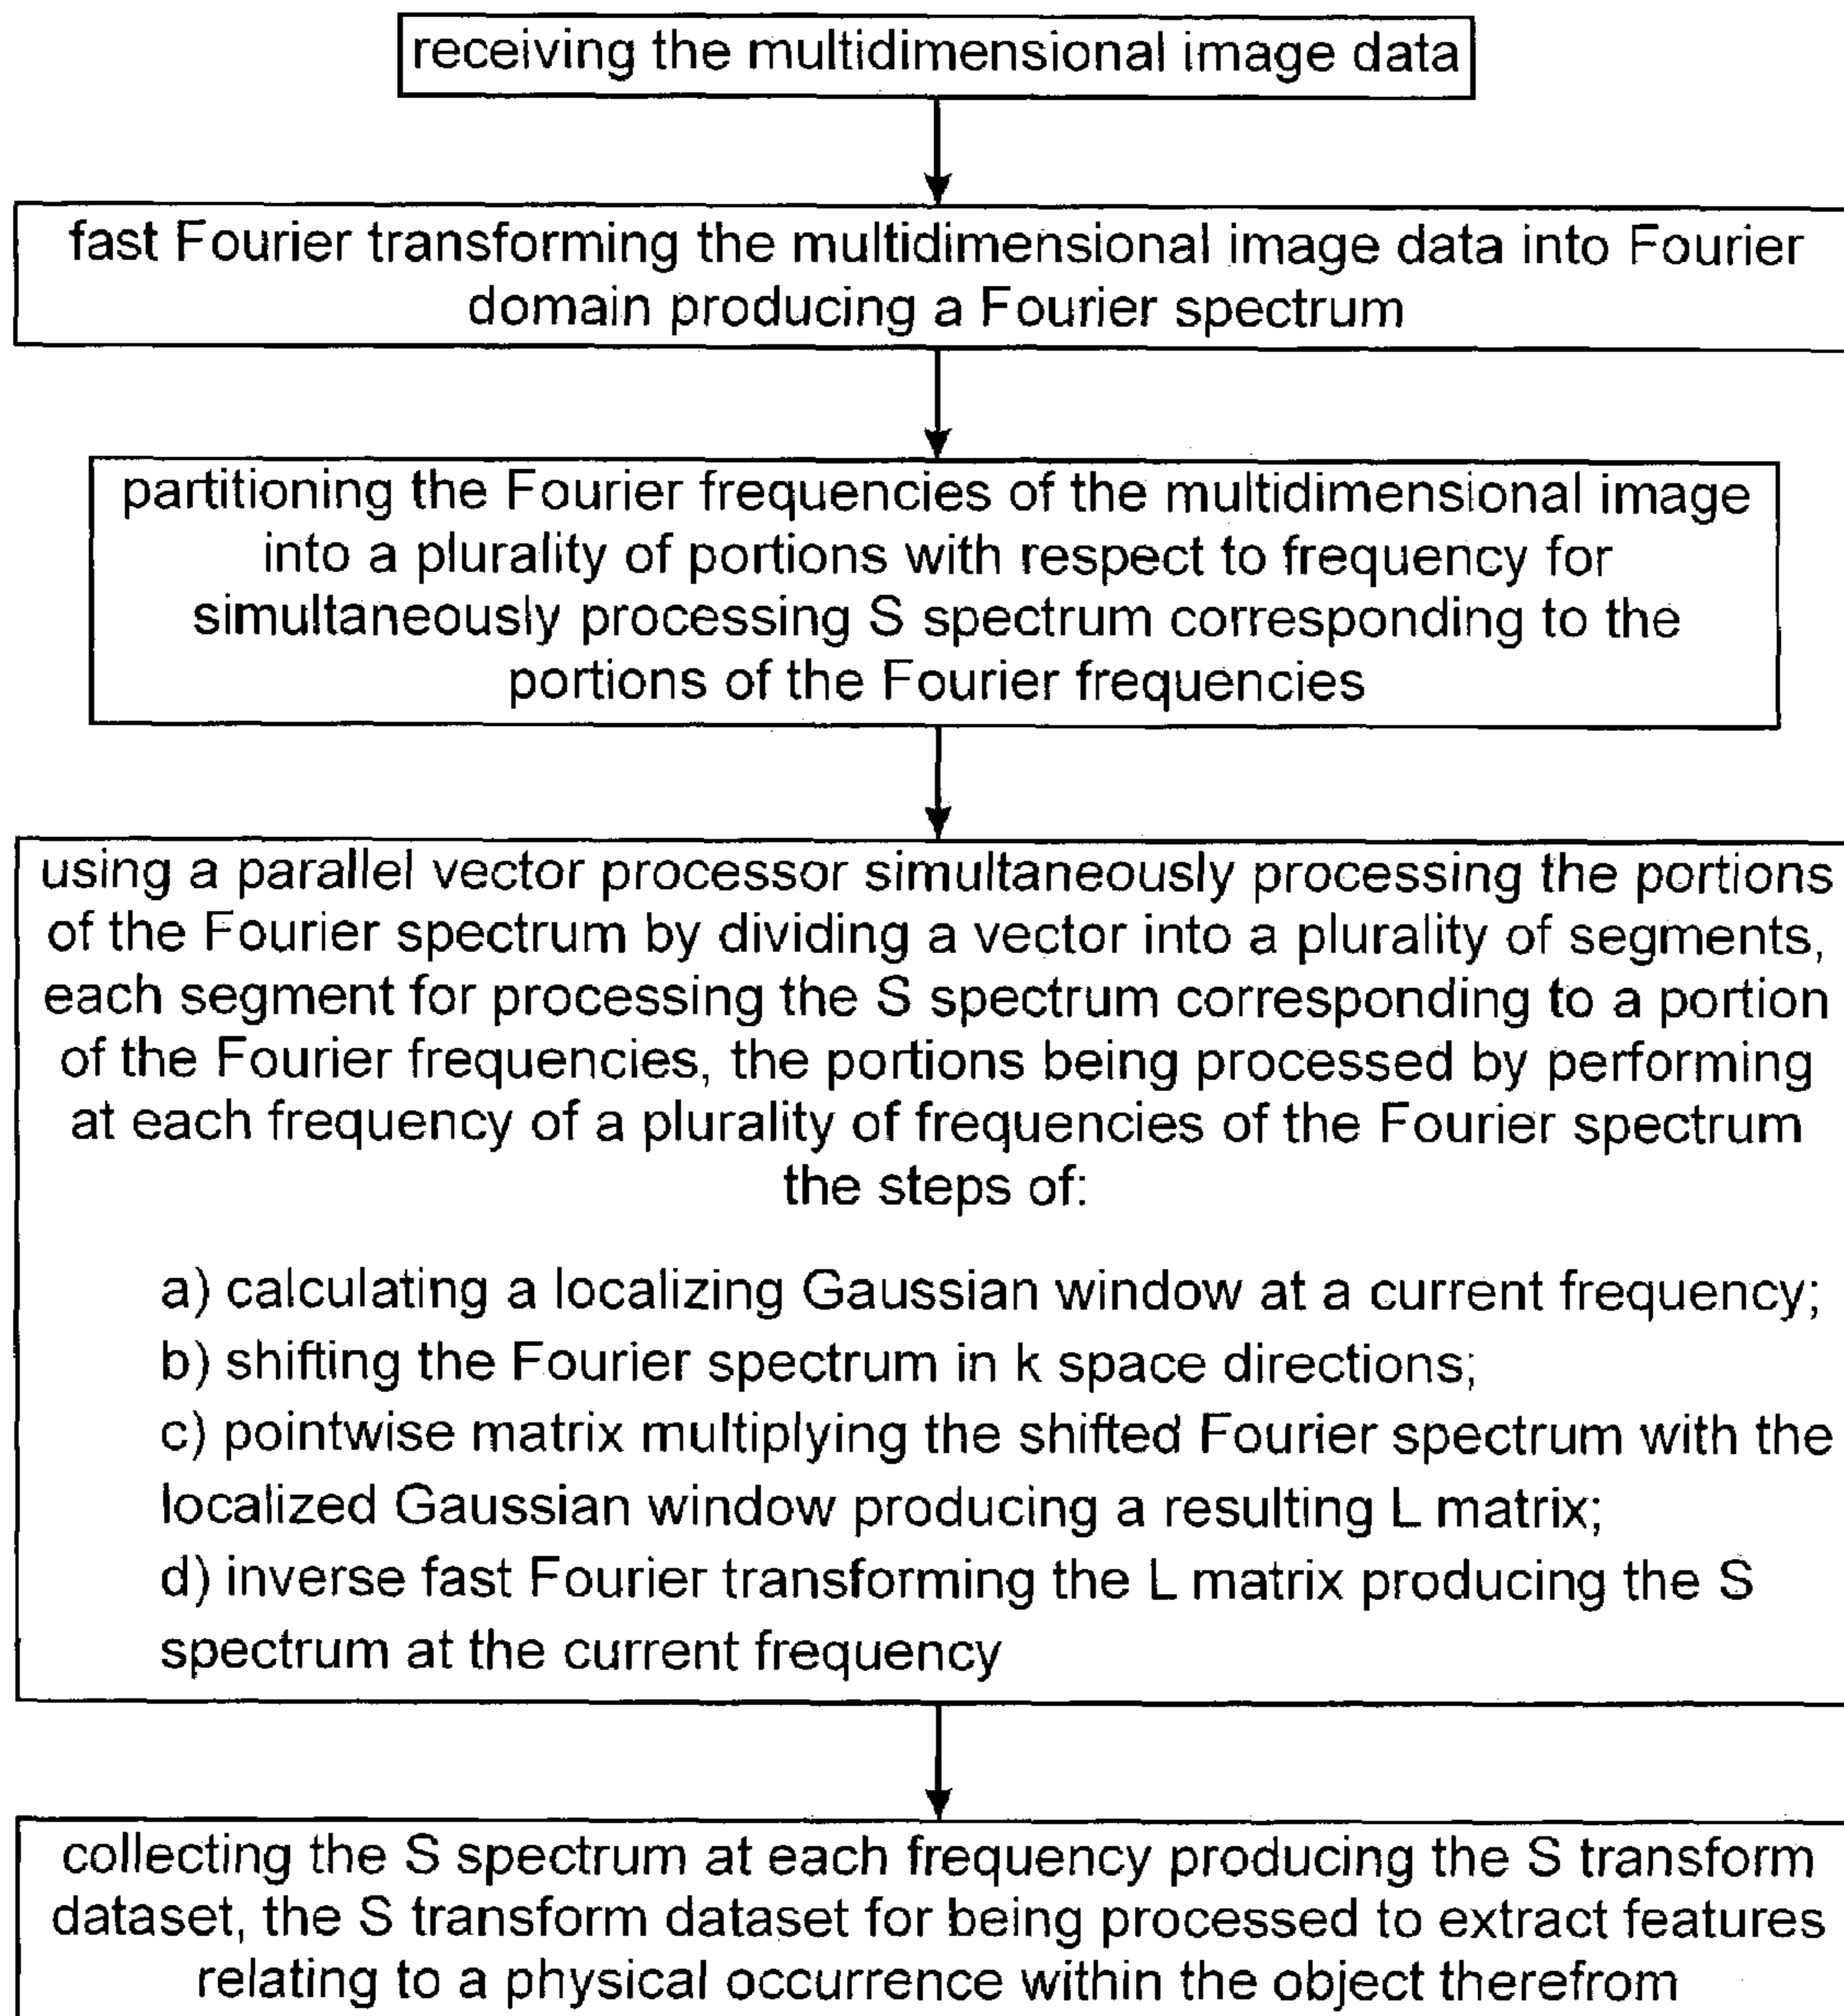 receiving the multidimensional image data
fast Fourier transforming the multidimensional image data into Fourier
domain producing a Fourier spectrum
partitioning the Fourier frequencies of the multidimensional image
into a plurality of portions with respect to frequency for
simultaneously processing S spectrum corresponding to the
portions of the Fourier frequencies
using a parallel vector processor simultaneously processing the portions
of the Fourier spectrum by dividing a vector into a plurality of segments,
each segment for processing the S spectrum corresponding to a portion
of the Fourier frequencies, the portions being processed by performing
at each frequency of a plurality of frequencies of the Fourier spectrum
the steps of:
a) calculating a localizing Gaussian window at a current frequency;
b) shifting the Fourier spectrum in k space directions;
c) pointwise matrix multiplying the shifted Fourier spectrum with the
localized Gaussian window producing a resulting L matrix;
d) inverse fast Fourier transforming the L matrix producing the S
spectrum at the current frequency
collecting the S spectrum at each frequency producing the S transform
dataset, the S transform dataset for being processed to extract features
relating to a physical occurrence within the object therefrom